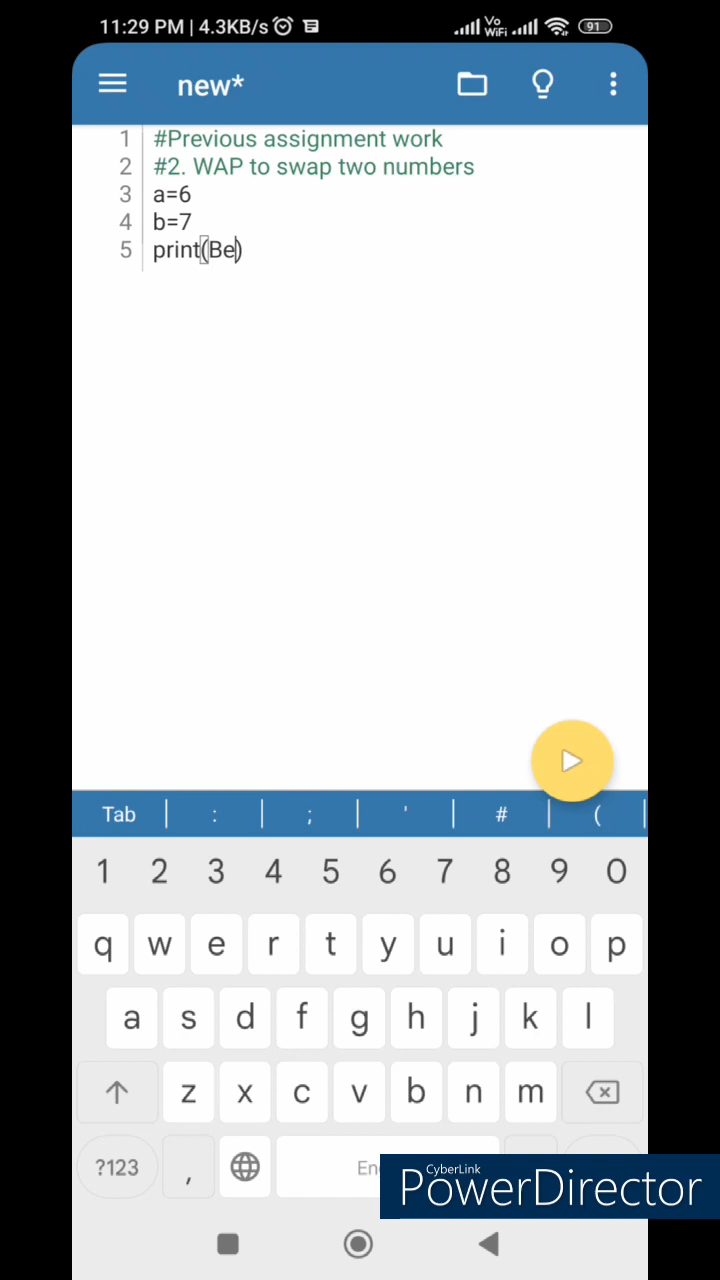 11:29 PM | 4.3KB/s
Vo
WiFi
91
new*
1 #Previous assignment work
2 #2. WAP to swap two numbers
3 a=6
4 b=7
5 print(Be)
Tab : ; ' # (
1 2 3 4 5 6 7 8 9 0
q w e r t y u i o p
a s d f g h j k l
z x c v b n m
?123 ,
CyberLink
PowerDirector